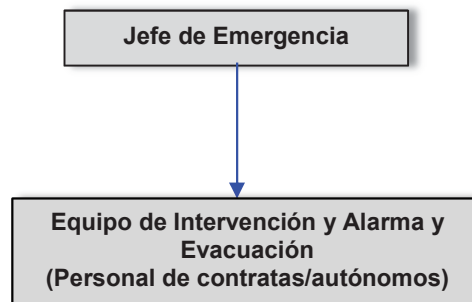 Jefe de Emergencia
Equipo de Intervención y Alarma y
Evacuación
(Personal de contratas/autónomos)